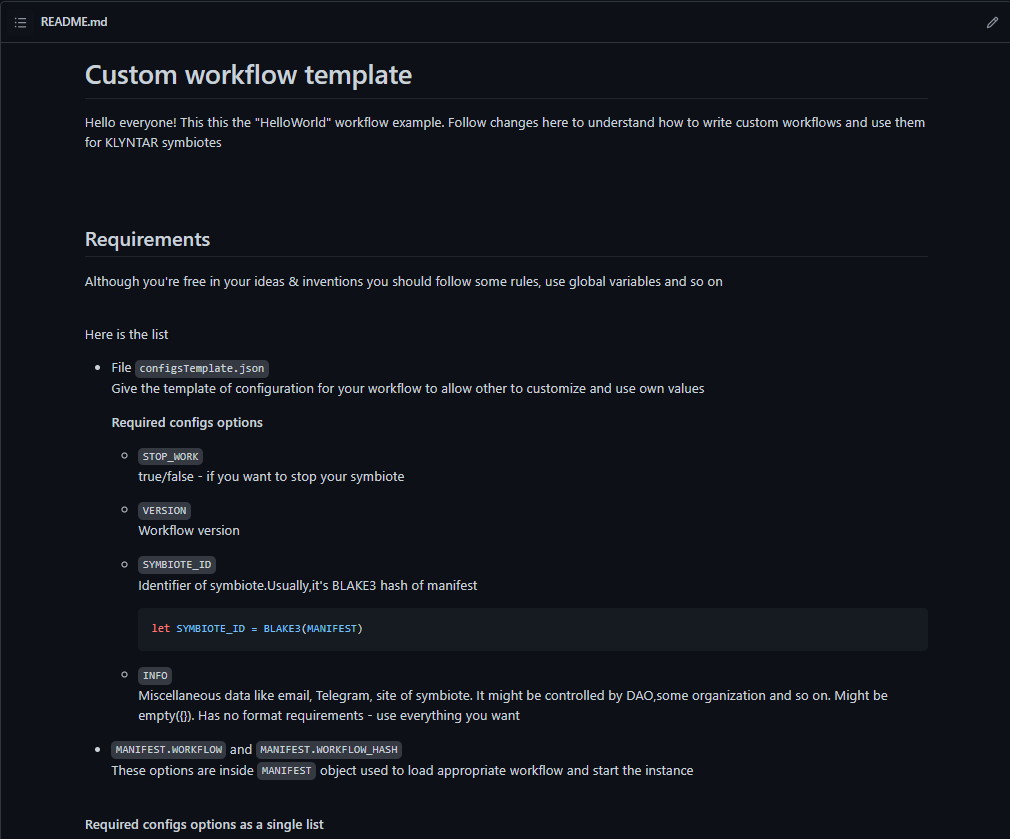 README.md
Custom workflow template
Hello everyone! This this the "HelloWorld" workflow example. Follow changes here to understand how to write custom workflows and use them
for KLYNTAR symbiotes
Requirements
Although you're free in your ideas & inventions you should follow some rules, use global variables and so on
Here is the list
File configsTemplate.json
Give the template of configuration for your workflow to allow other to customize and use own values
Required configs options
STOP_WORK
true/false - if you want to stop your symbiote
VERSION
Workflow version
SYMBIOTE_ID
Identifier of symbiote.Usually,it's BLAKE3 hash of manifest
let SYMBIOTE_ID = BLAKE3(MANIFEST)
INFO
Miscellaneous data like email, Telegram, site of symbiote. It might be controlled by DAO,some organization and so on. Might be
empty({}). Has no format requirements - use everything you want
MANIFEST.WORKFLOW and MANIFEST.WORKFLOW_HASH
These options are inside MANIFEST object used to load appropriate workflow and start the instance
Required configs options as a single list